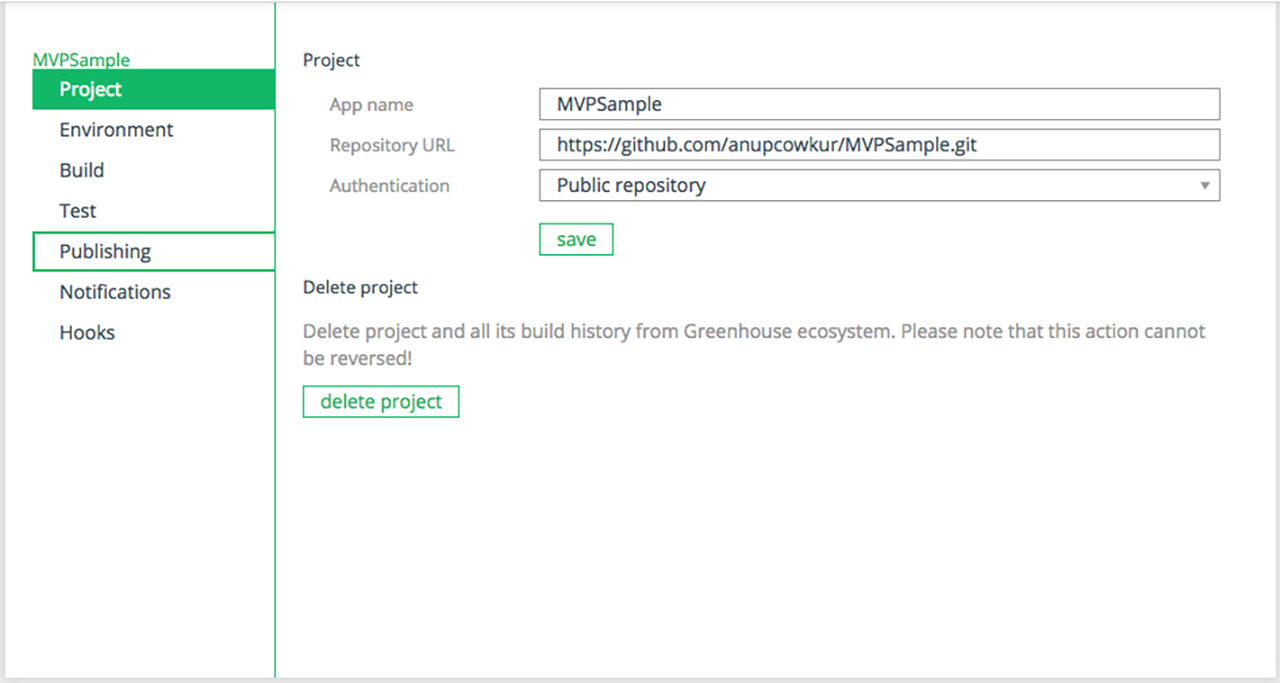 MVPSample
Project
Environment
Build
Test
Publishing
Notifications
Hooks
Project
App name MVPSample
Repository URL https://github.com/anupcowkur/MVPSample.git
Authentication Public repository
save
Delete project
Delete project and all its build history from Greenhouse ecosystem. Please note that this action cannot
be reversed!
delete project